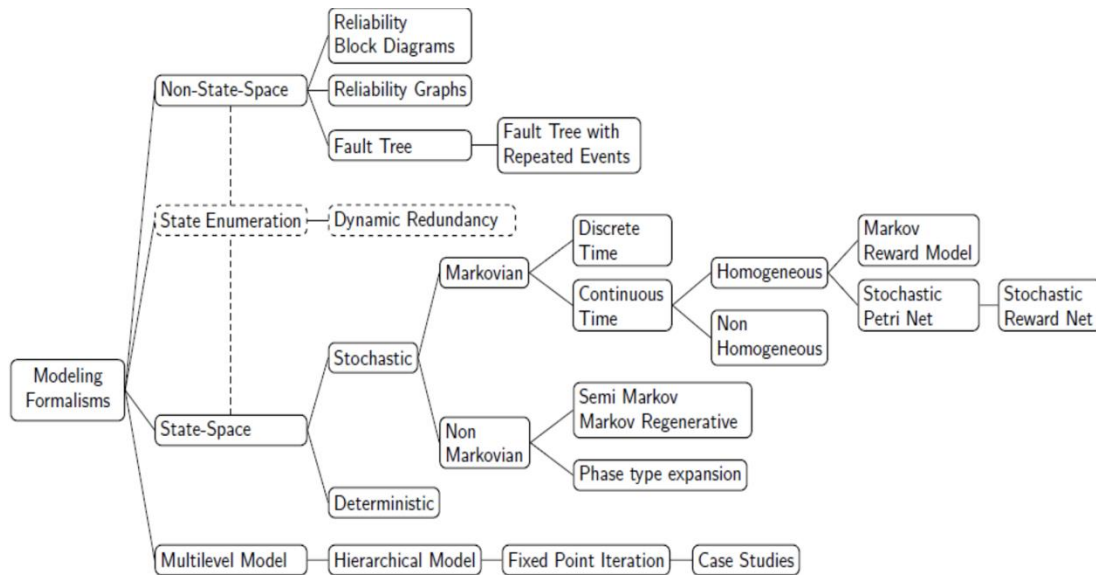 Reliability
Block Diagrams
Non-State-Space
Reliability Graphs
Fault Tree
Fault Tree with
Repeated Events
State Enumeration
Dynamic Redundancy
Discrete
Time
Markov
Reward Model
Markovian
Homogeneous
Continuous
Time
Stochastic
Petri Net
Stochastic
Reward Net
Non
Homogeneous
Stochastic
Modeling
Formalisms
Semi Markov
Markov Regenerative
State-Space
Non
Markovian
Phase type expansion
Deterministic
Multilevel Model
Hierarchical Model
Fixed Point Iteration
Case Studies